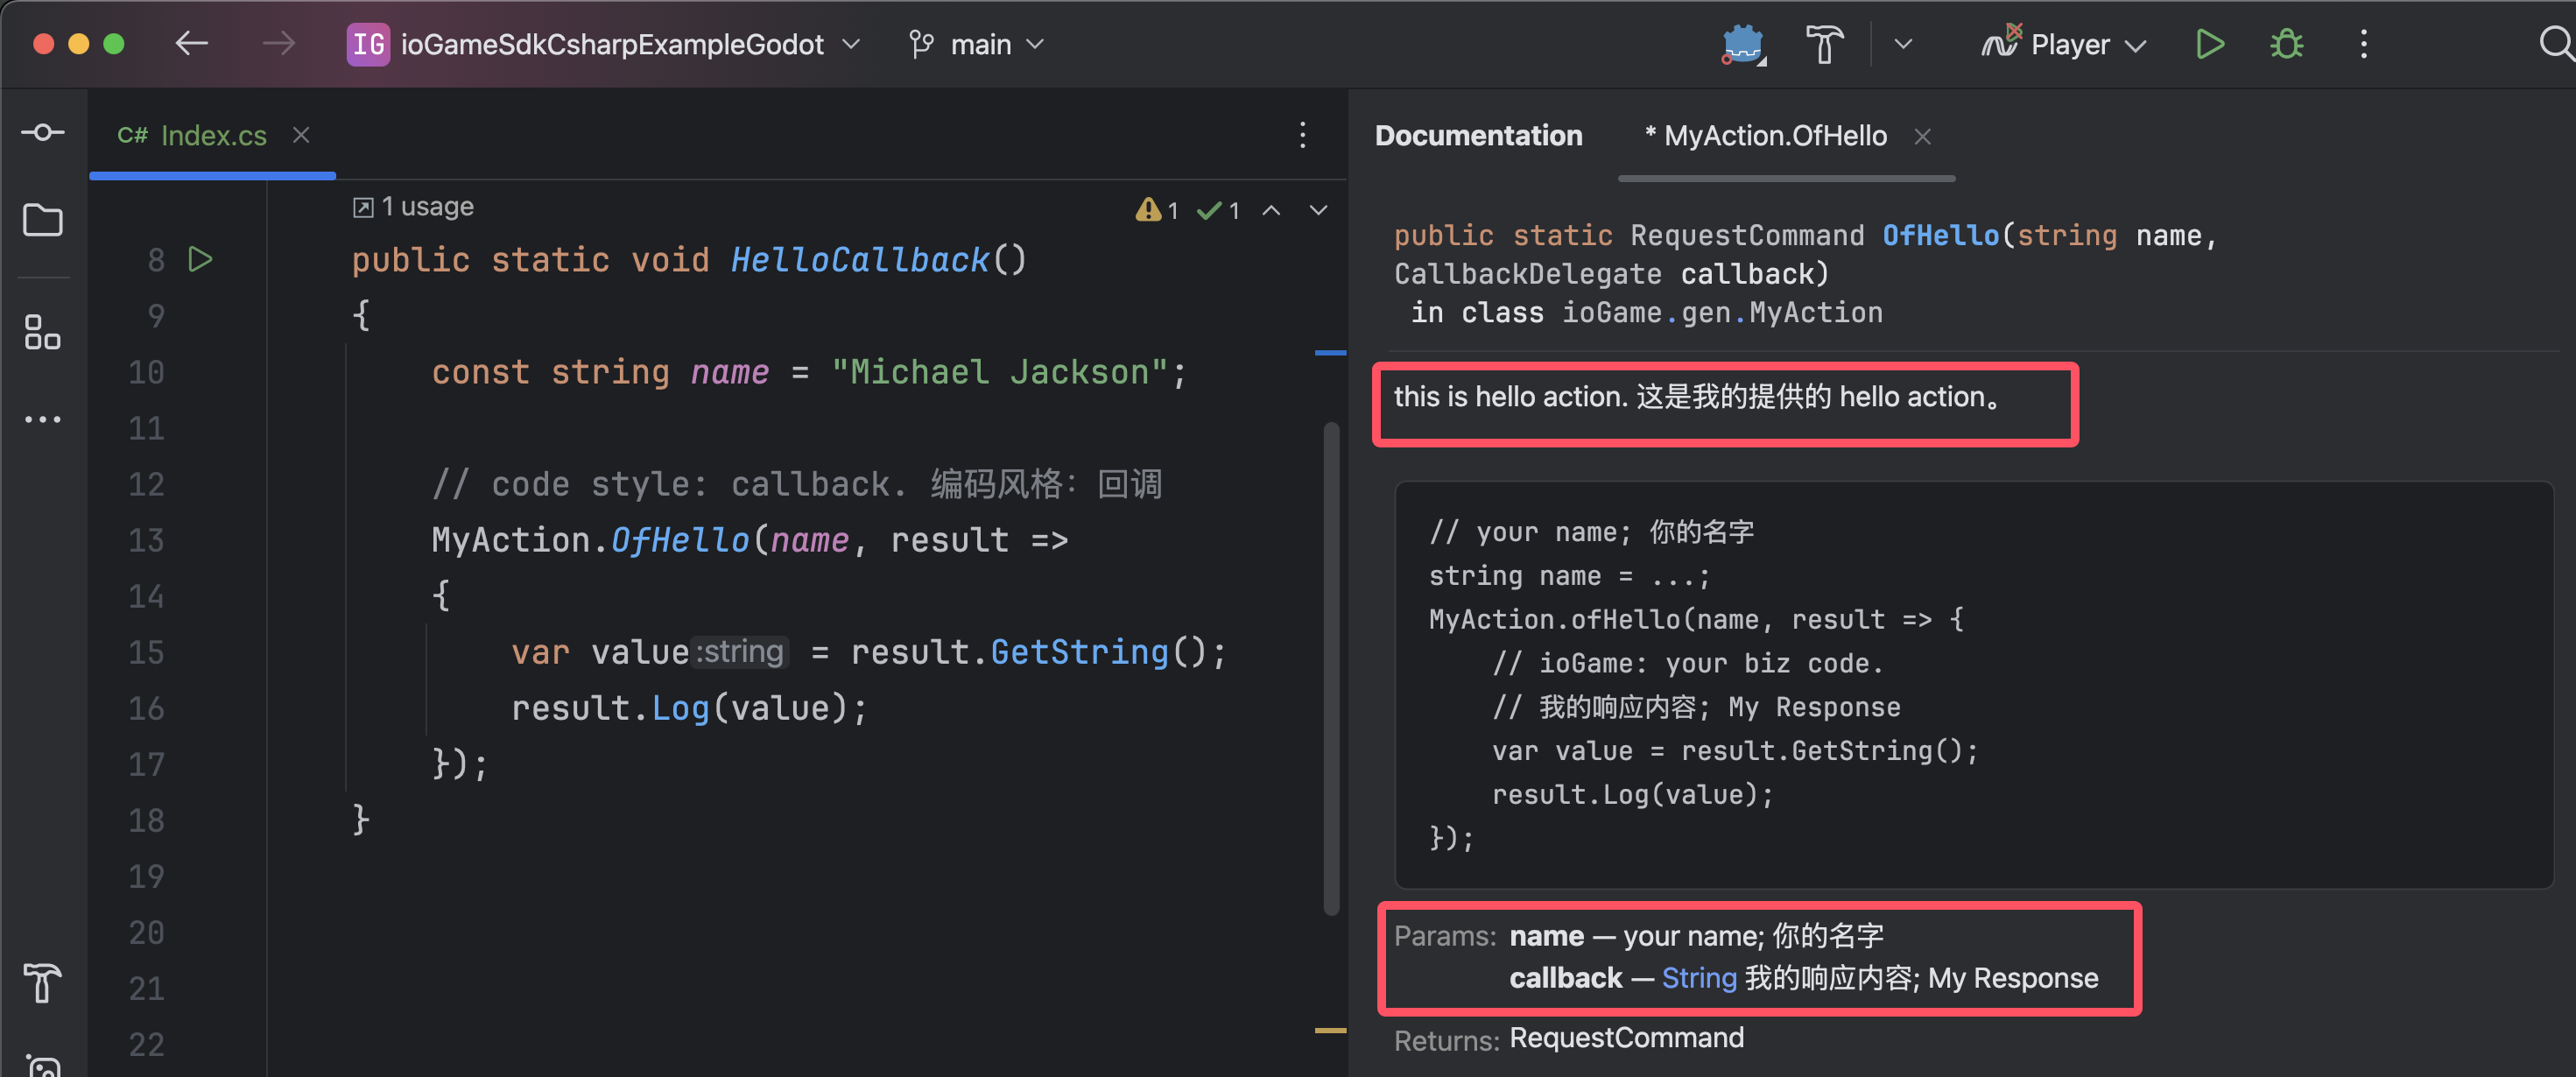 IG ioGameSdkCsharpExampleGodot main Player
C# Index.cs
1 usage 1 1
8 public static void HelloCallback()
9 {
10 const string name = "Michael Jackson";
11
12 // code style: callback. 编码风格：回调
13 MyAction.OfHello(name, result =>
14 {
15 var value :string = result.GetString();
16 result.Log(value);
17 });
18 }
19
20
21
22
Documentation * MyAction.OfHello
public static RequestCommand OfHello(string name,
CallbackDelegate callback)
in class ioGame.gen.MyAction
this is hello action. 这是我的提供的 hello action。
// your name; 你的名字
string name = ...;
MyAction.ofHello(name, result => {
// ioGame: your biz code.
// 我的响应内容; My Response
var value = result.GetString();
result.Log(value);
});
Params: name — your name; 你的名字
callback — String 我的响应内容; My Response
Returns: RequestCommand